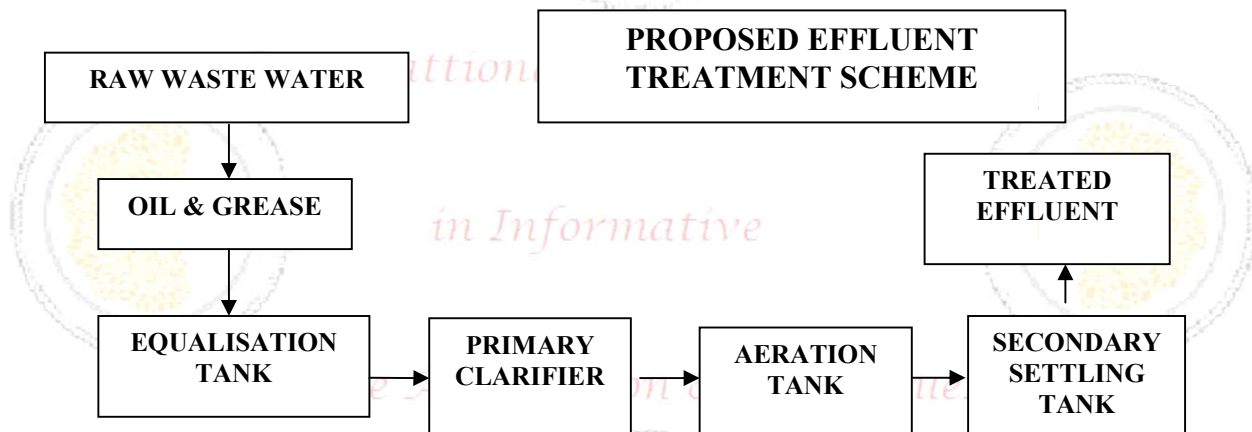 PROPOSED EFFLUENT
TREATMENT SCHEME
RAW WASTE WATER
OIL & GREASE
TREATED
EFFLUENT
in Informative
EQUALISATION
TANK
PRIMARY
CLARIFIER
AERATION
TANK
SECONDARY
SETTLING
TANK